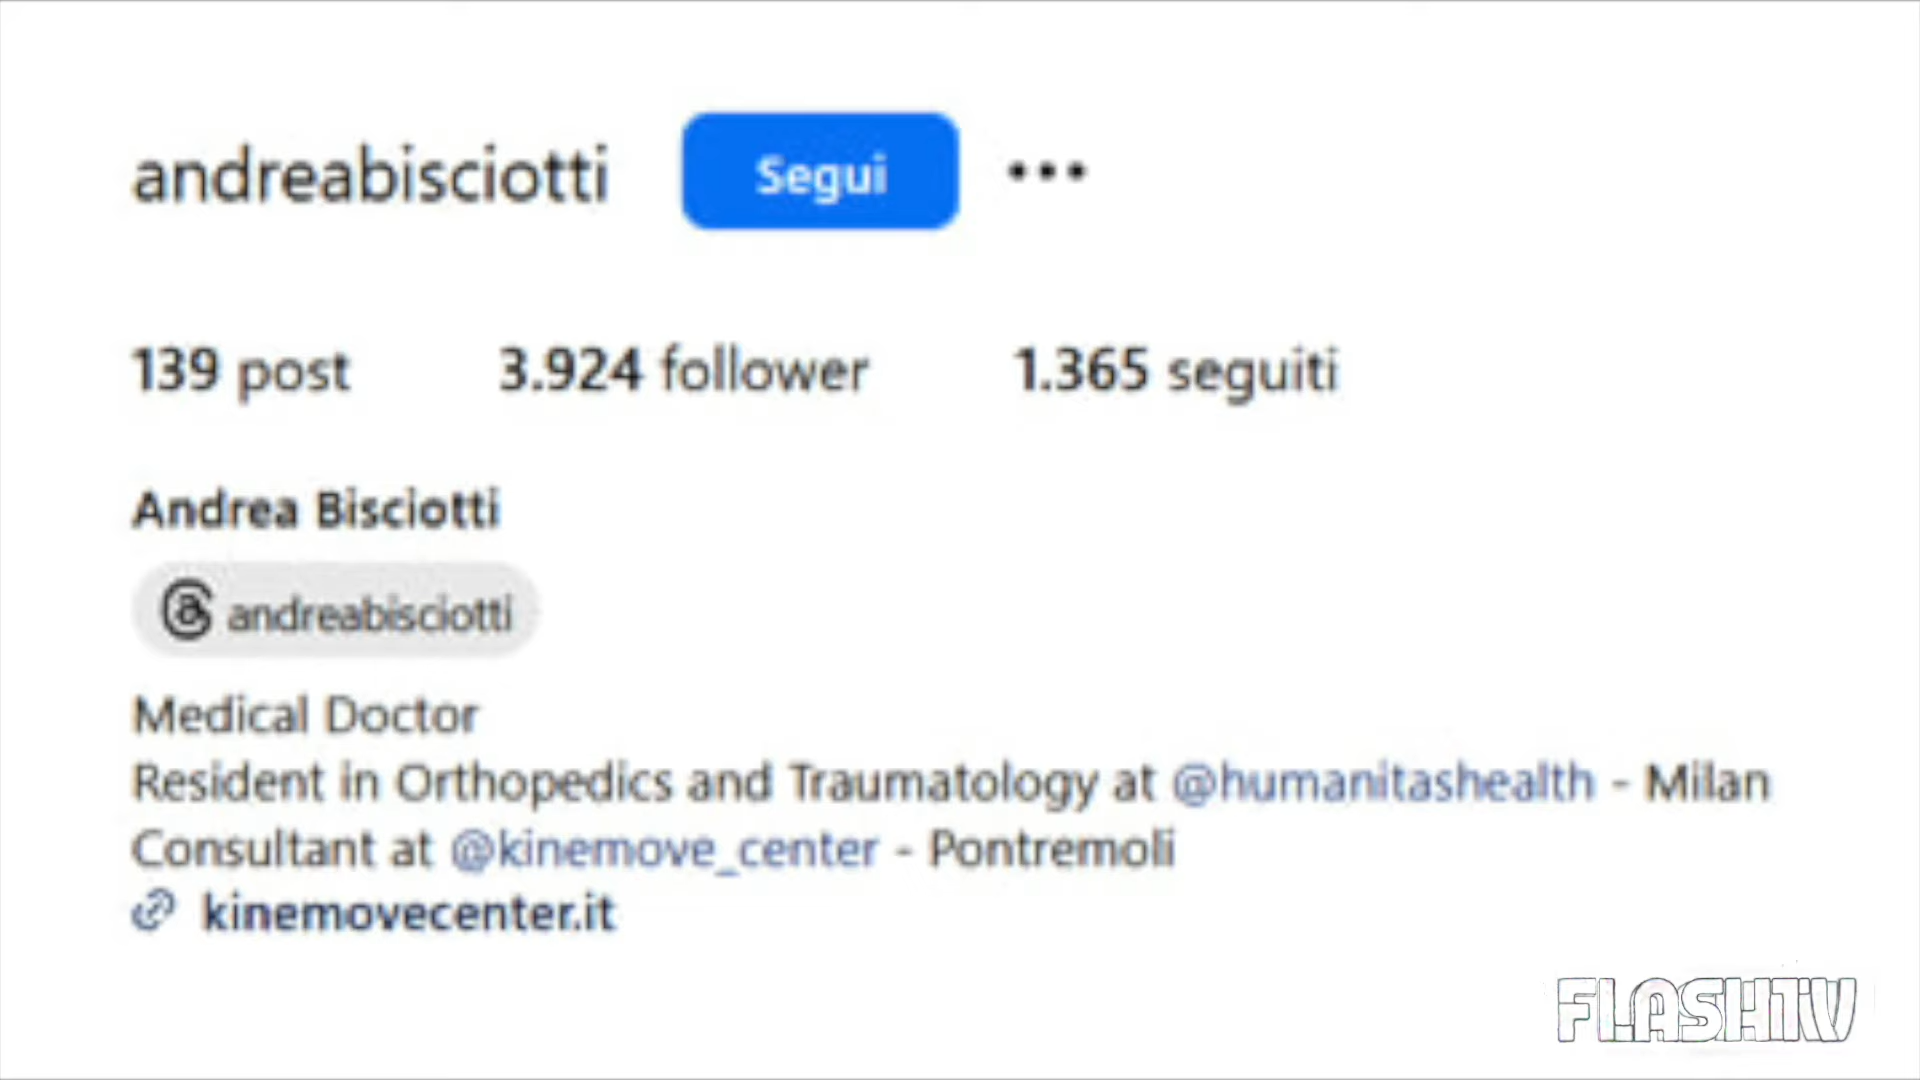 andreabisciotti Segui •••
139 post 3.924 follower 1.365 seguiti
Andrea Bisciotti
andreabisciotti
Medical Doctor
Resident in Orthopedics and Traumatology at @humanitashealth - Milan
Consultant at @kinemove_center - Pontremoli
kinemovecenter.it
FLASHTV